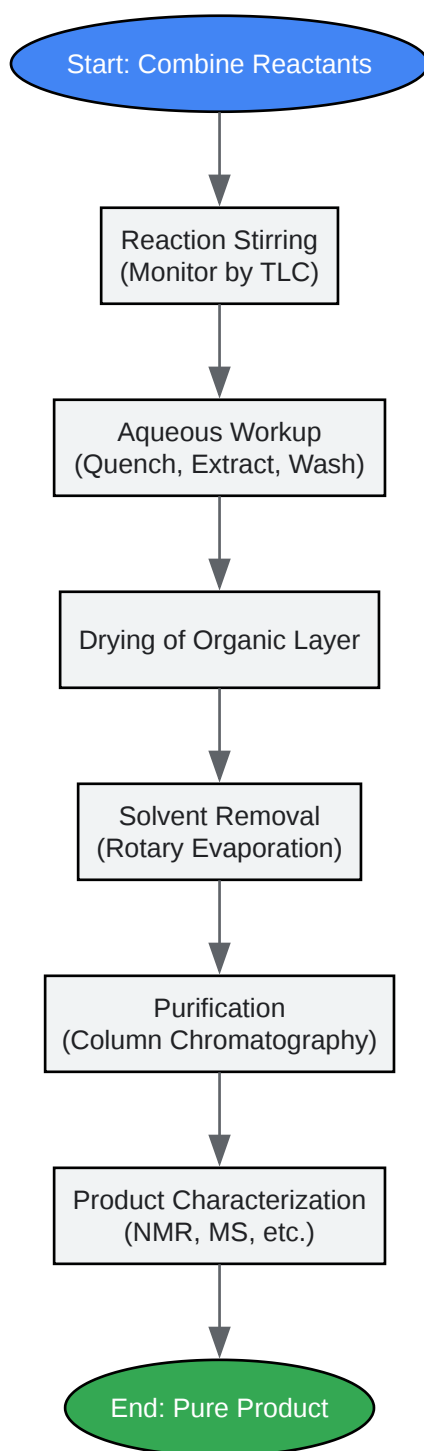 Start: Combine Reactants
Reaction Stirring
(Monitor by TLC)
Aqueous Workup
(Quench, Extract, Wash)
Drying of Organic Layer
Solvent Removal
(Rotary Evaporation)
Purification
(Column Chromatography)
Product Characterization
(NMR, MS, etc.)
End: Pure Product